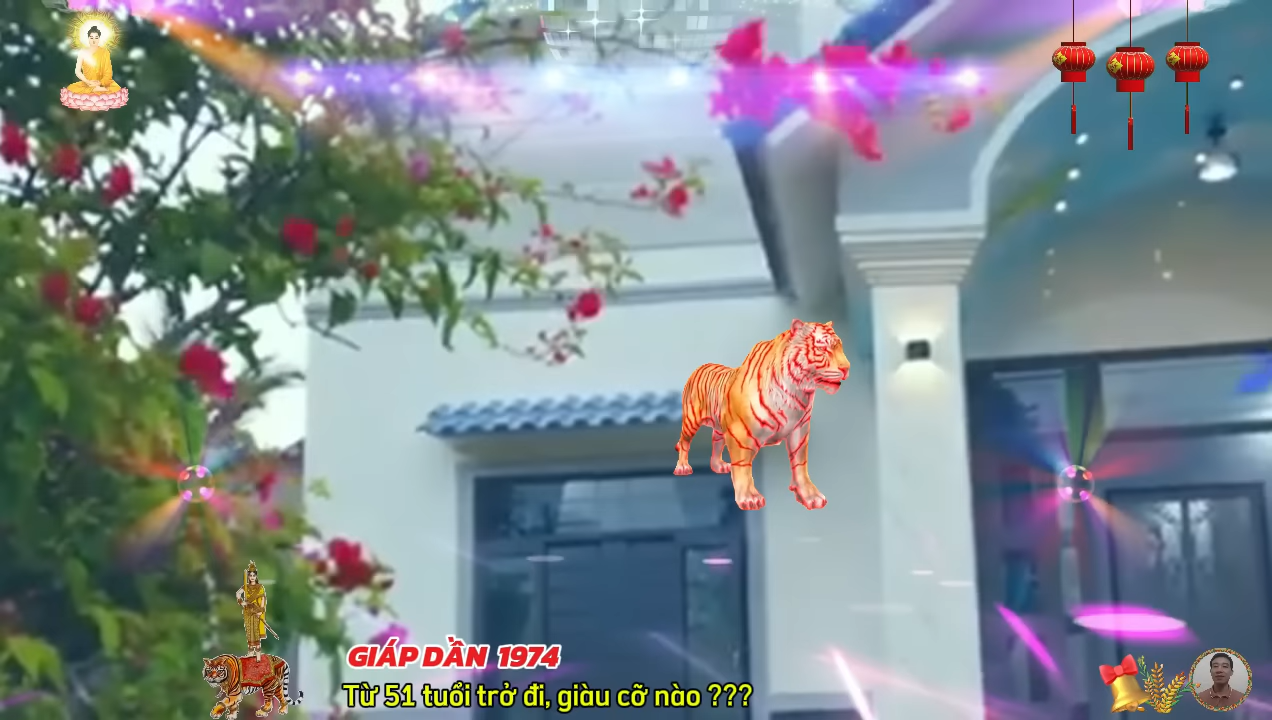 GIÁP DẦN 1974
Từ 51 tuổi trở đi, giàu cỡ nào ???